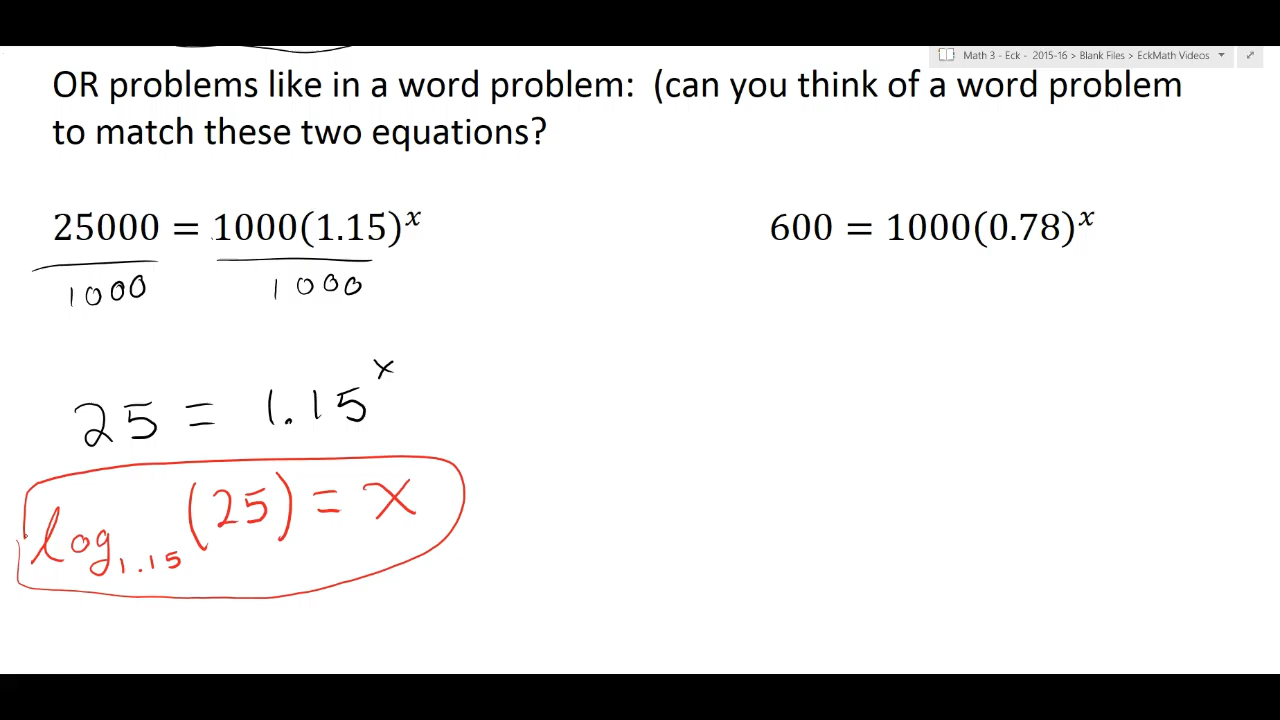 Math 3 - Eck - 2015-16 > Blank Files > EckMath Videos
OR problems like in a word problem: (can you think of a word problem
to match these two equations?
25000 = 1000(1.15)^x
1000 1000
25 = 1.15^x
log_1.15 (25) = x
600 = 1000(0.78)^x